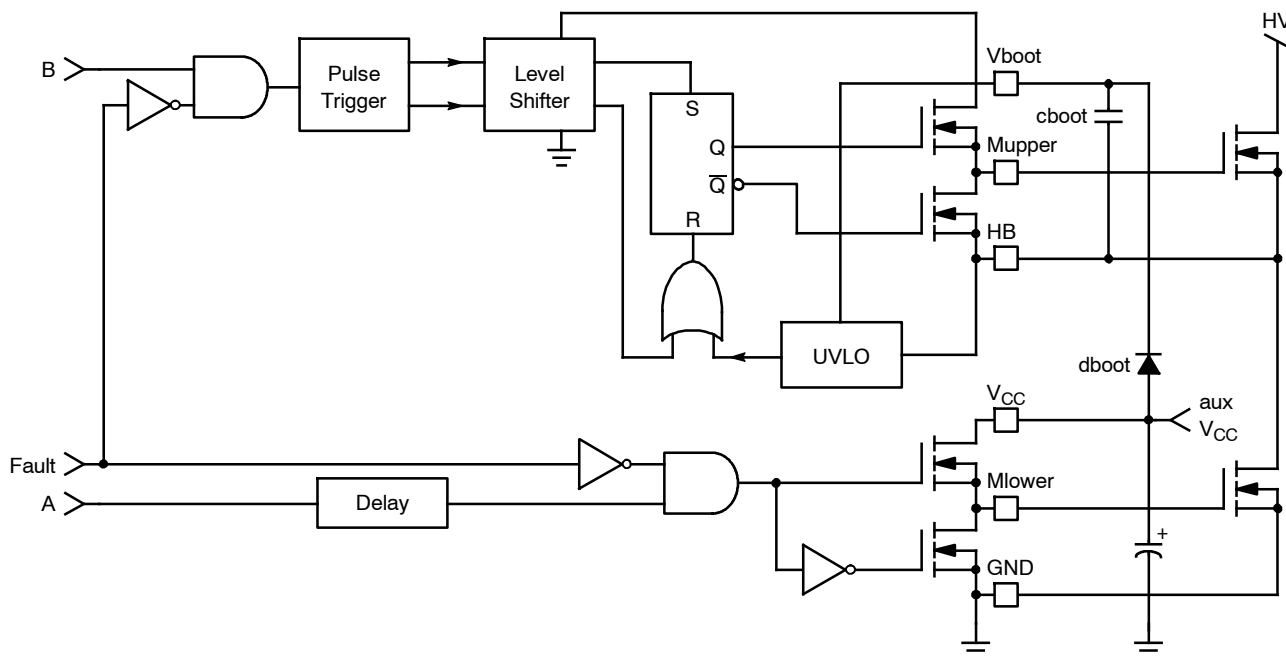 HV
B
Pulse
Trigger
Level
Shifter
Vboot
cboot
S
Q
Q̅
R
Mupper
HB
UVLO
dboot
VCC
aux
VCC
Fault
A
Delay
Mlower
GND
+